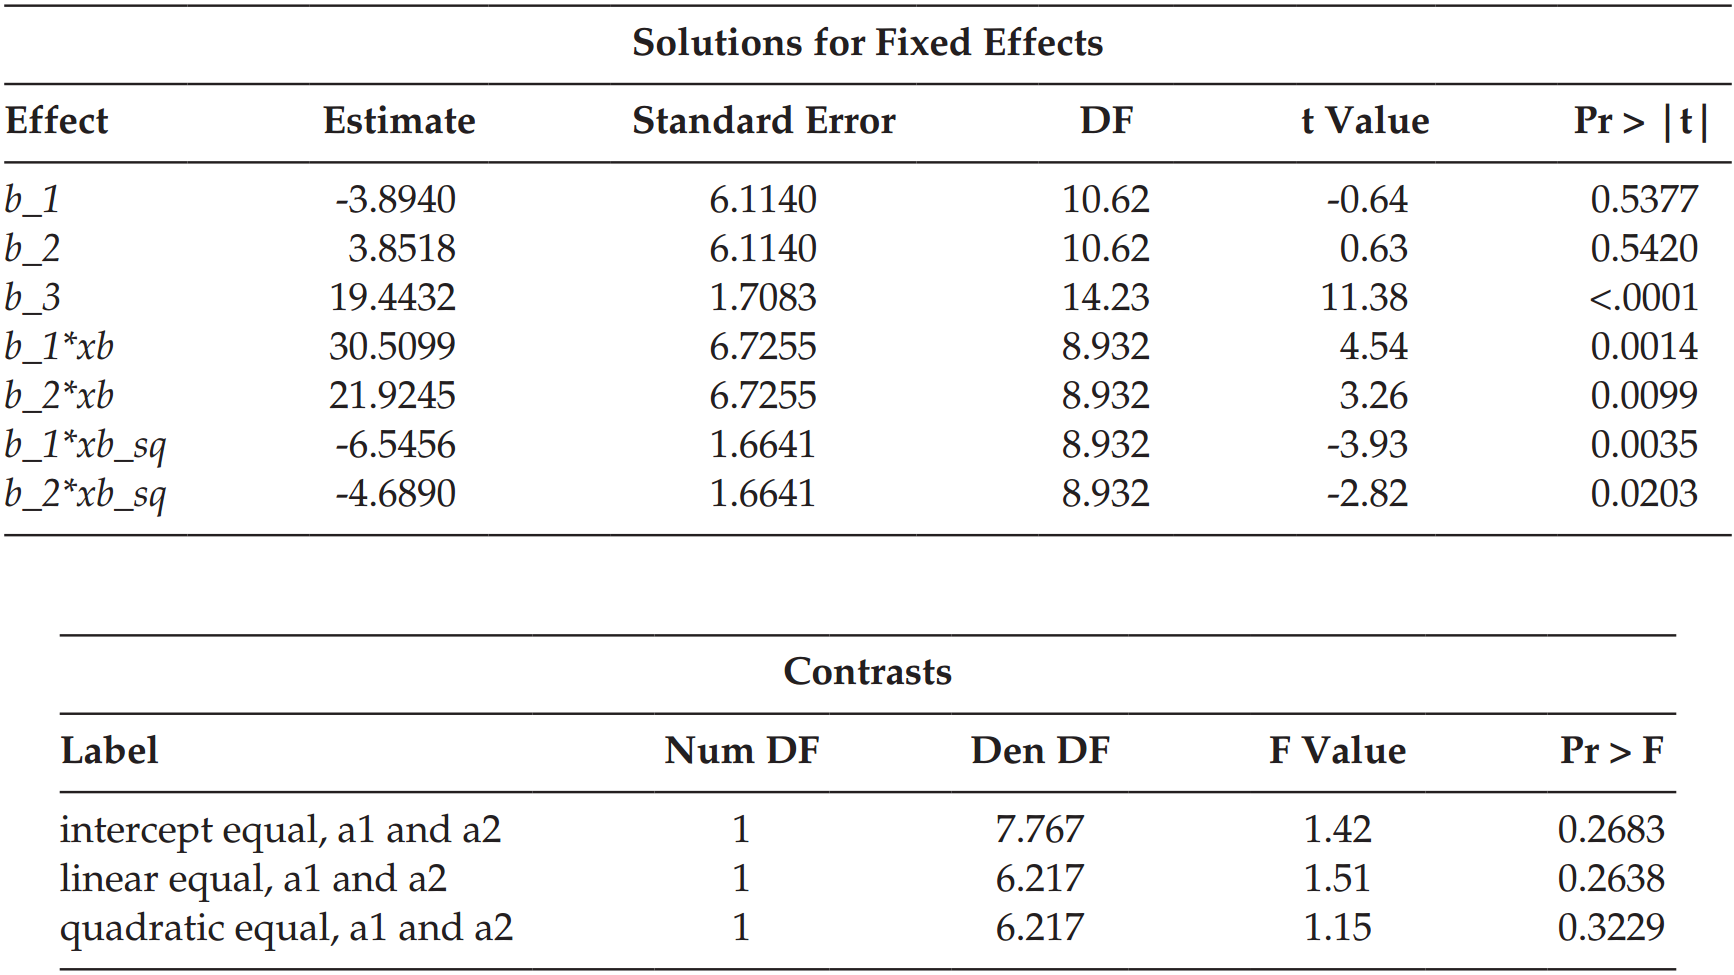 Solutions for Fixed Effects
Effect Estimate Standard Error DF t Value Pr > |t|
b_1 -3.8940 6.1140 10.62 -0.64 0.5377
b_2 3.8518 6.1140 10.62 0.63 0.5420
b_3 19.4432 1.7083 14.23 11.38 <.0001
b_1*xb 30.5099 6.7255 8.932 4.54 0.0014
b_2*xb 21.9245 6.7255 8.932 3.26 0.0099
b_1*xb_sq -6.5456 1.6641 8.932 -3.93 0.0035
b_2*xb_sq -4.6890 1.6641 8.932 -2.82 0.0203
Contrasts
Label Num DF Den DF F Value Pr > F
intercept equal, a1 and a2 1 7.767 1.42 0.2683
linear equal, a1 and a2 1 6.217 1.51 0.2638
quadratic equal, a1 and a2 1 6.217 1.15 0.3229